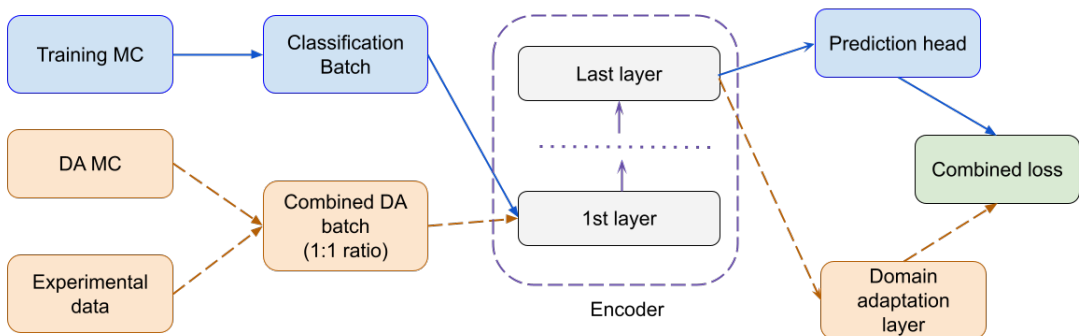 Training MC
Classification
Batch
Last layer
Prediction head
DA MC
Combined DA
batch
(1:1 ratio)
1st layer
Combined loss
Experimental
data
Encoder
Domain
adaptation
layer